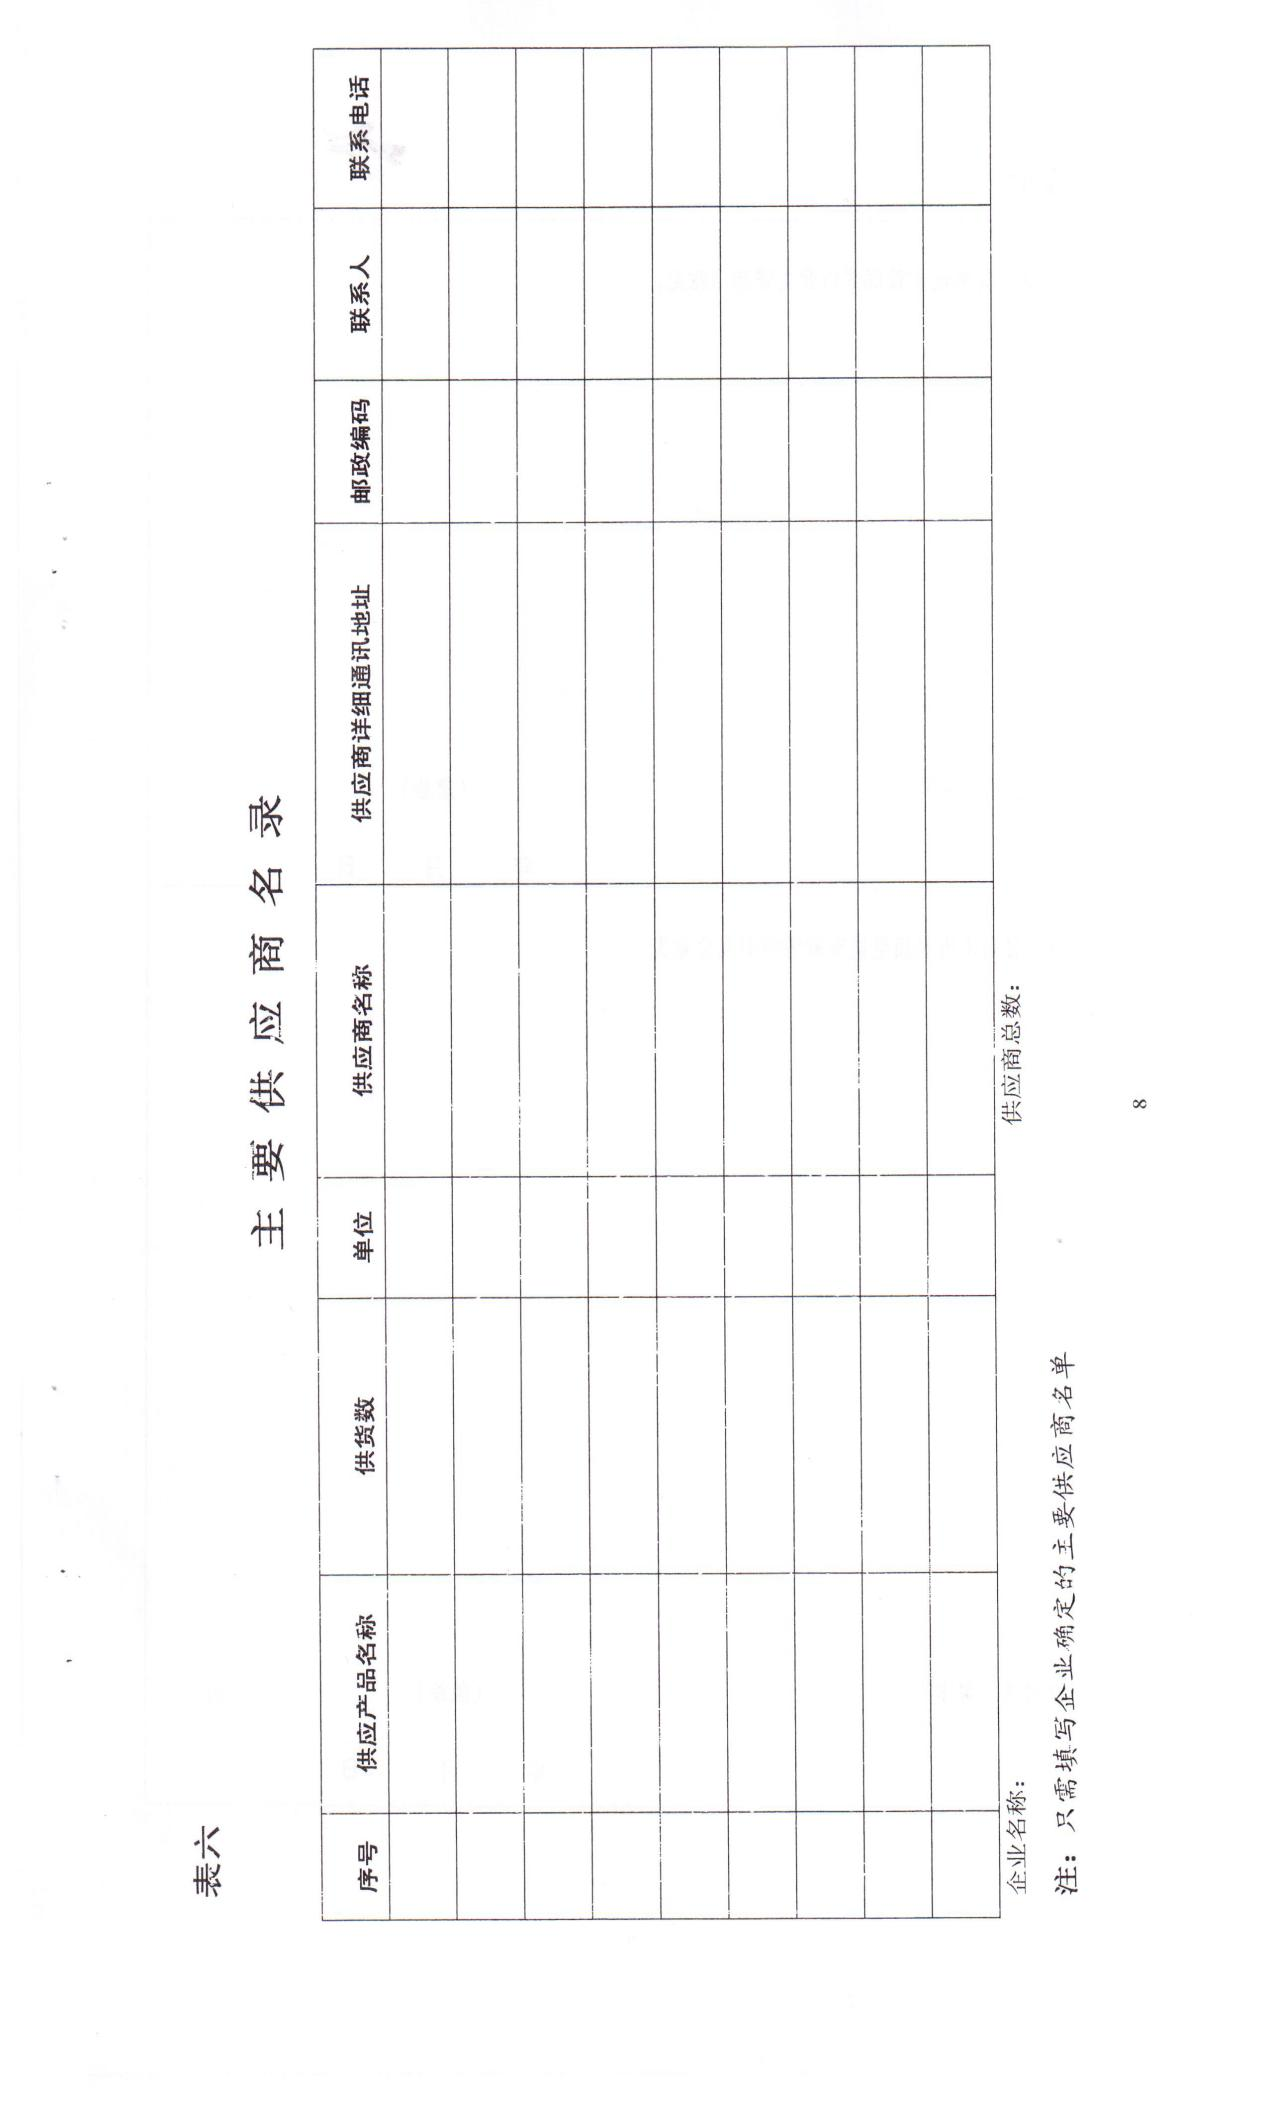 表六
主要供应商名录
序号 供应产品名称 供货数 单位 供应商名称 供应商详细通讯地址 邮政编码 联系人 联系电话
企业名称: 供应商总数:
注:只需填写企业确定的主要供应商名单
8